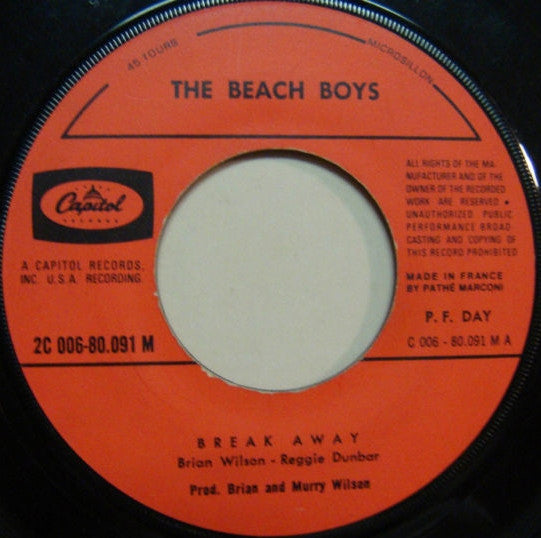 45 TOURS
MICROSILLON
THE BEACH BOYS
Capitol
RECORDS
ALL RIGHTS OF THE MA-
NUFACTURER AND OF THE
OWNER OF THE RECORDED
WORK ARE RESERVED •
UNAUTHORIZED PUBLIC
PERFORMANCE BROAD-
CASTING AND COPYING OF
THIS RECORD PROHIBITED
A CAPITOL RECORDS,
INC. U.S.A. RECORDING.
MADE IN FRANCE
BY PATHÉ MARCONI
P. F. DAY
2C 006-80.091 M
C 006 - 80.091 M A
BREAK AWAY
Brian Wilson - Reggie Dunbar
Prod. Brian and Murry Wilson